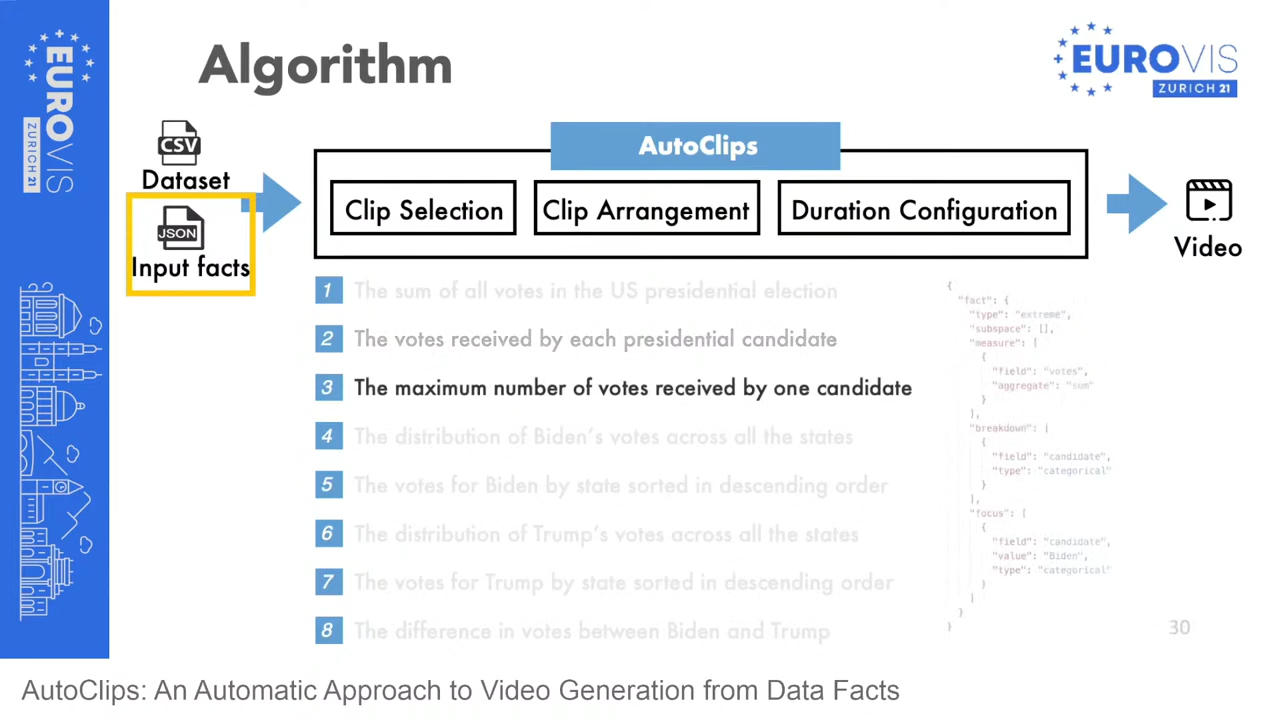 EUROVIS
ZURICH 21
Algorithm
EUROVIS
ZURICH 21
CSV
Dataset
JSON
Input facts
AutoClips
Clip Selection
Clip Arrangement
Duration Configuration
Video
1 The sum of all votes in the US presidential election
2 The votes received by each presidential candidate
3 The maximum number of votes received by one candidate
4 The distribution of Biden's votes across all the states
5 The votes for Biden by state sorted in descending order
6 The distribution of Trump's votes across all the states
7 The votes for Trump by state sorted in descending order
8 The difference in votes between Biden and Trump
{
"fact": {
"type": "extreme",
"subspace": [],
"measure": [
{
"field": "votes",
"aggregate": "sum"
}
],
"breakdown": [
{
"field": "candidate",
"type": "categorical"
}
],
"focus": [
{
"field": "candidate",
"value": "Biden",
"type": "categorical"
}
]
}
}
30
AutoClips: An Automatic Approach to Video Generation from Data Facts